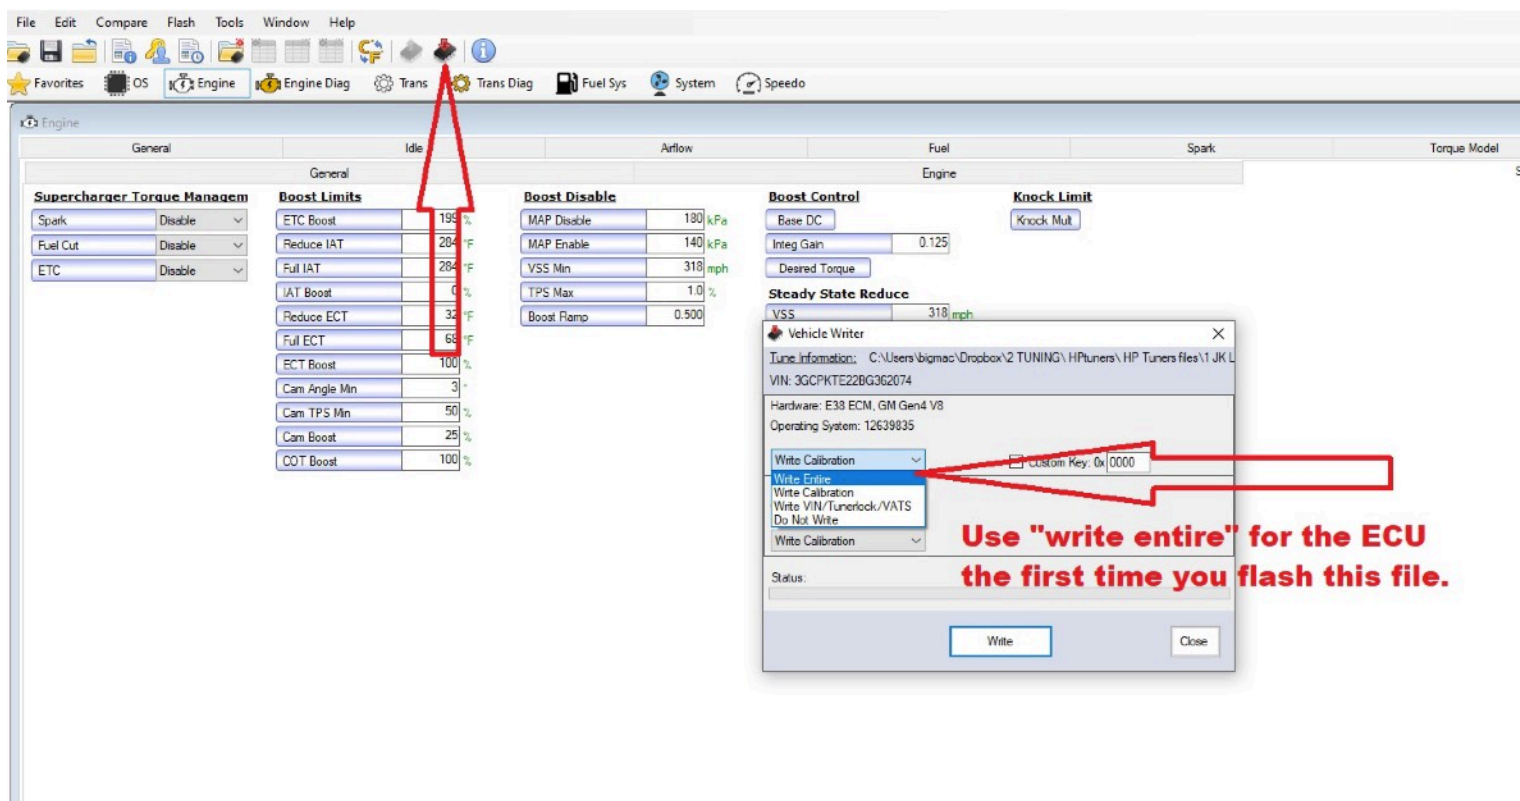 File Edit Compare Flash Tools Window Help
Favorites OS Engine Engine Diag Trans Trans Diag Fuel Sys System Speedo
Engine
General Idle Airflow Fuel Spark Torque Model
General Engine S
Supercharger Torque Managem Boost Limits Boost Disable Boost Control Knock Limit
Spark Disable ETC Boost 199 % MAP Disable 180 kPa Base DC Knock Mult
Fuel Cut Disable Reduce IAT 284 °F MAP Enable 140 kPa Integ Gain 0.125
ETC Disable Full IAT 284 °F VSS Min 318 mph Desired Torque
IAT Boost 0 % TPS Max 1.0 % Steady State Reduce
Reduce ECT 32 °F Boost Ramp 0.500 VSS 318 mph
Full ECT 68 °F
ECT Boost 100 %
Cam Angle Min 3 °
Cam TPS Min 50 %
Cam Boost 25 %
COT Boost 100 %
Vehicle Writer
Tune Information: C:\Users\bigmac\Dropbox\2 TUNING\HPtuners\HP Tuners files\1 JK L
VIN: 3GCPKTE22BG362074
Hardware: E38 ECM, GM Gen4 V8
Operating System: 12639835
Write Calibration Custom Key: 0x 0000
Write Entire
Write Calibration
Write VIN/Tunerlock/VATS
Do Not Write
Write Calibration
Status:
Write Close
Use "write entire" for the ECU
the first time you flash this file.